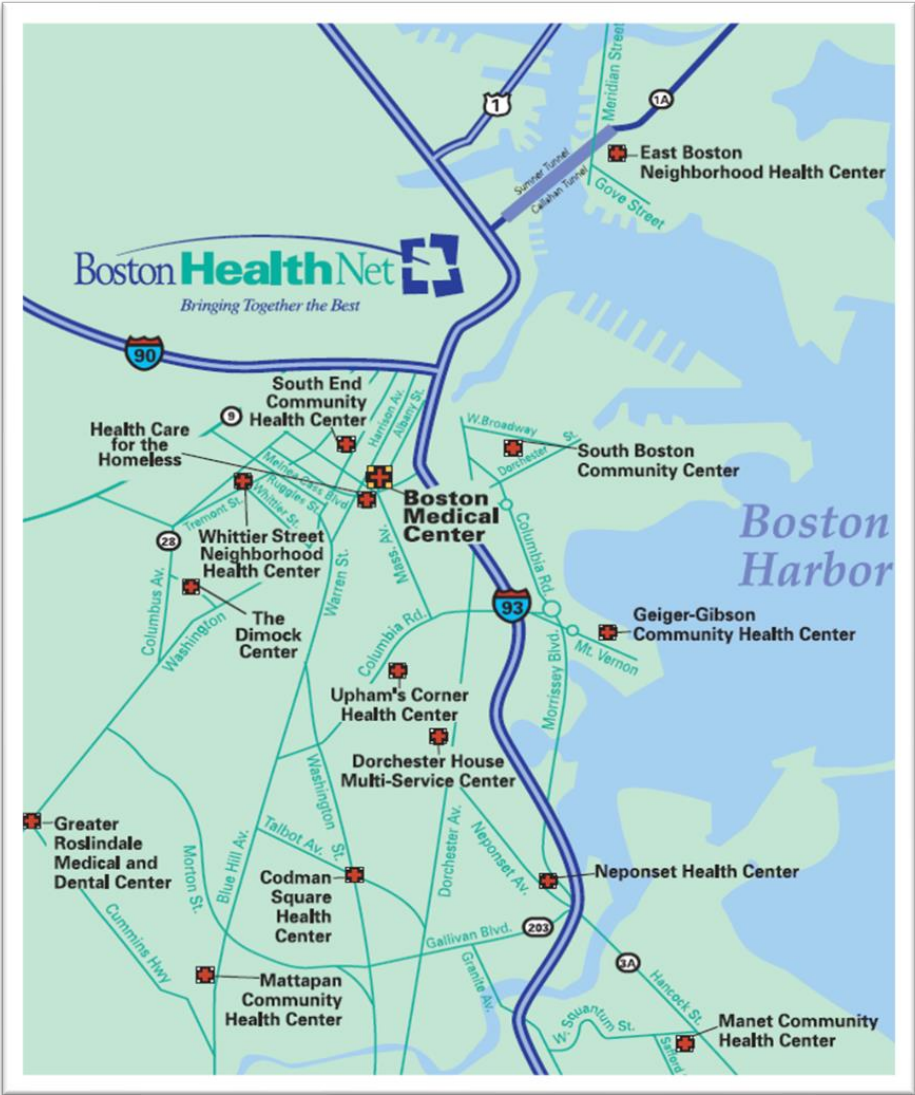 Meridian Street
1
1A
East Boston
Neighborhood Health Center
Sumner Tunnel
Callahan Tunnel
Gove Street
Boston HealthNet
Bringing Together the Best
90
South End
Community
Health Center
Harrison Av.
Albany St.
9
W.Broadway
Health Care
for the
Homeless
Dorchester St
South Boston
Community Center
Melnea Cass Blvd
Ruggles St.
Whittier St.
Tremont St.
Boston
Medical
Center
Boston
Harbor
28
Whittier Street
Neighborhood
Health Center
Mass. Av.
Columbia Rd.
Warren St.
Columbus Av.
The
Dimock
Center
Washington
93
Columbia Rd.
Geiger-Gibson
Community Health Center
Mt. Vernon
Morrissey Blvd.
Upham's Corner
Health Center
Dorchester House
Multi-Service Center
Washington St.
Greater
Roslindale
Medical and
Dental Center
Morton St.
Blue Hill Av.
Talbot Av.
Dorchester Av.
Neponset Av.
Codman
Square
Health
Center
Neponset Health Center
Cummins Hwy
Gallivan Blvd.
203
Granite Av.
3A
Hancock St.
Mattapan
Community
Health Center
W. Squantum St.
Safford
Manet Community
Health Center